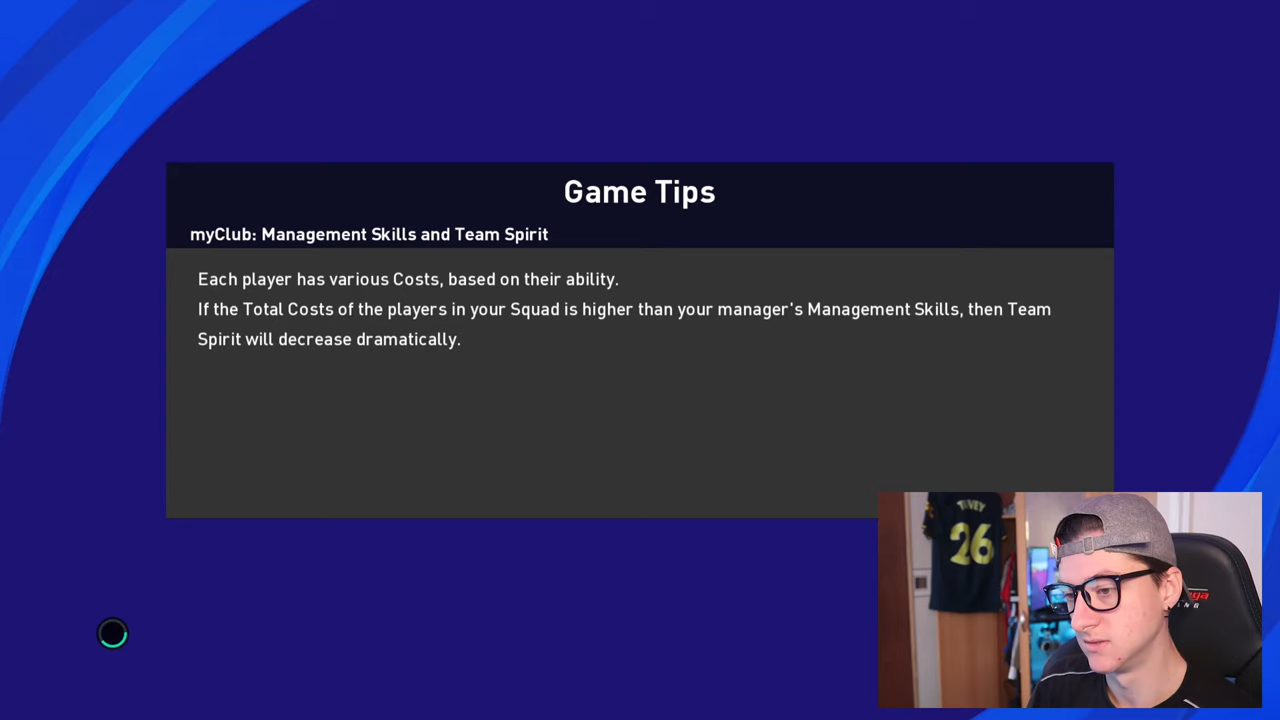 Game Tips
myClub: Management Skills and Team Spirit
Each player has various Costs, based on their ability.
If the Total Costs of the players in your Squad is higher than your manager's Management Skills, then Team
Spirit will decrease dramatically.
26